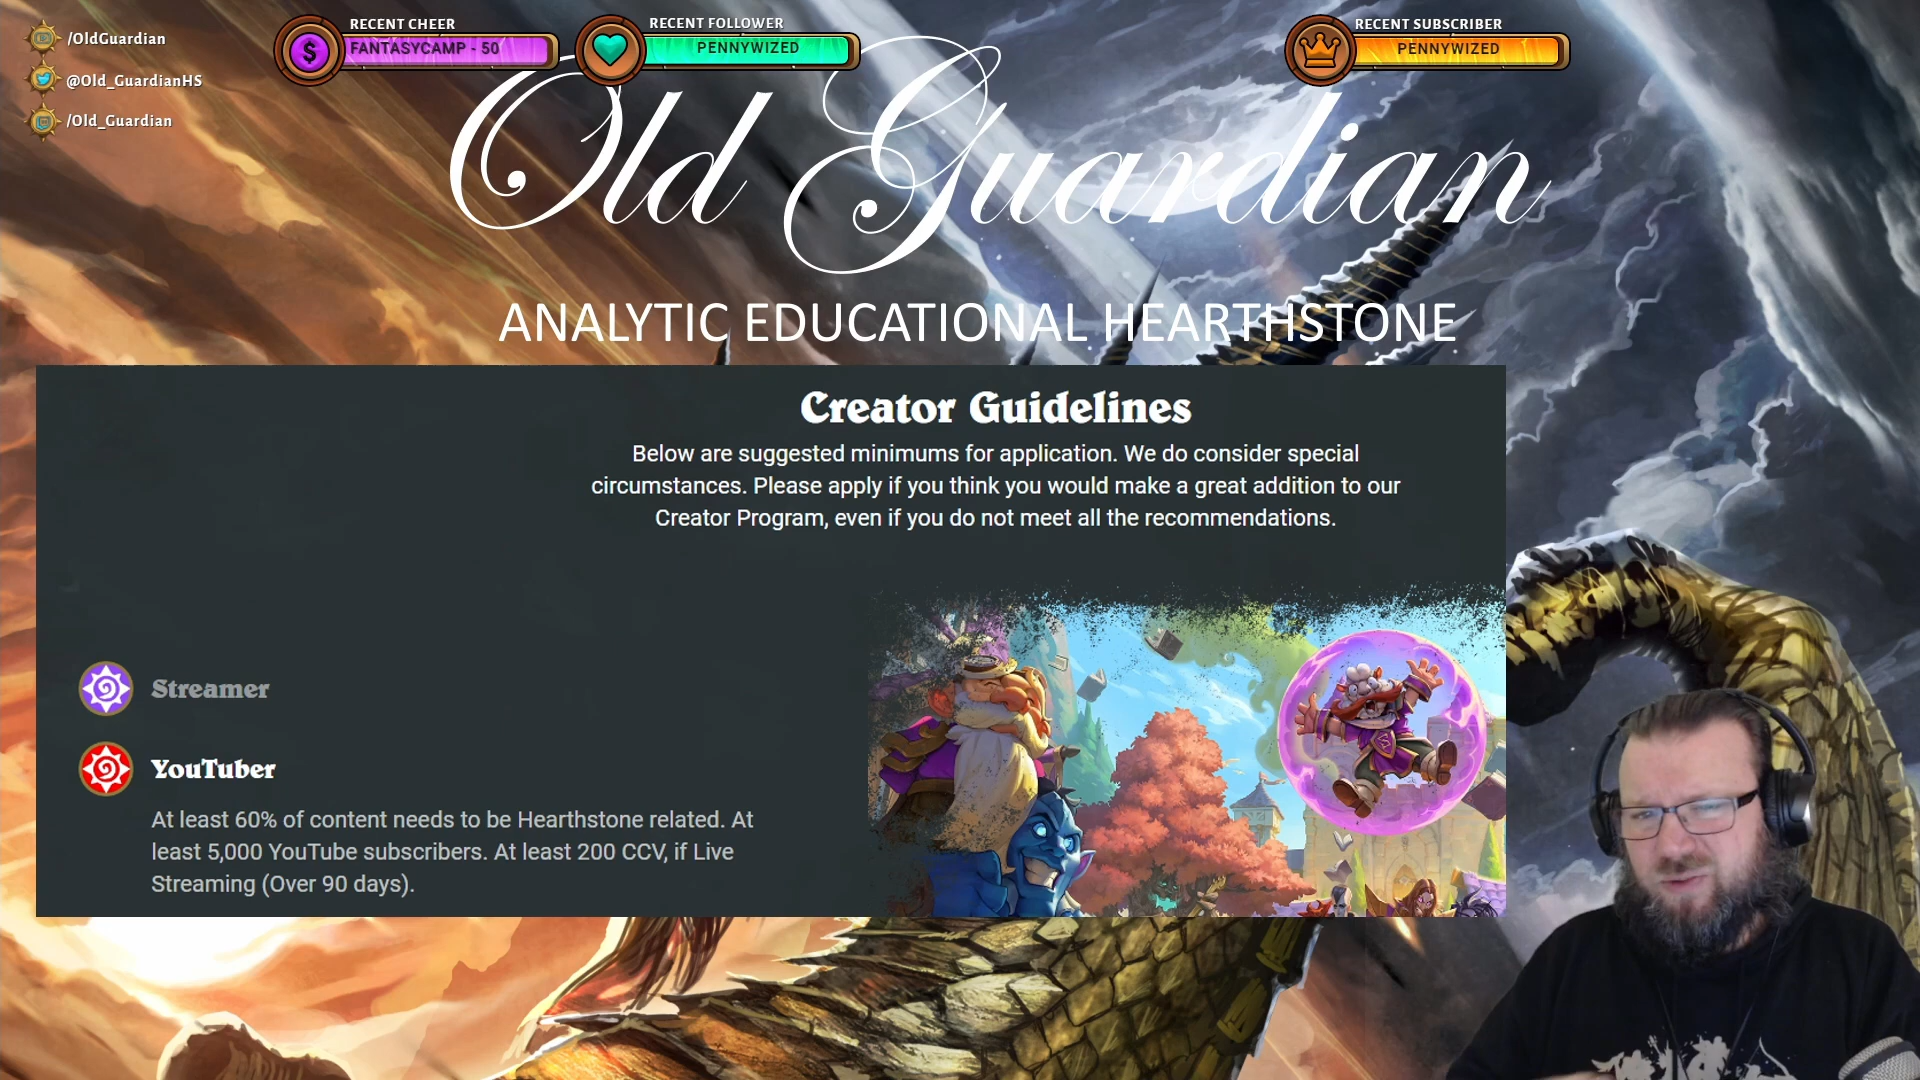 /OldGuardian
@Old_GuardianHS
/Old_Guardian
RECENT CHEER
FANTASYCAMP - 50
RECENT FOLLOWER
PENNYWIZED
RECENT SUBSCRIBER
PENNYWIZED
Old Guardian
ANALYTIC EDUCATIONAL HEARTHSTONE
Creator Guidelines
Below are suggested minimums for application. We do consider special
circumstances. Please apply if you think you would make a great addition to our
Creator Program, even if you do not meet all the recommendations.
Streamer
YouTuber
At least 60% of content needs to be Hearthstone related. At
least 5,000 YouTube subscribers. At least 200 CCV, if Live
Streaming (Over 90 days).